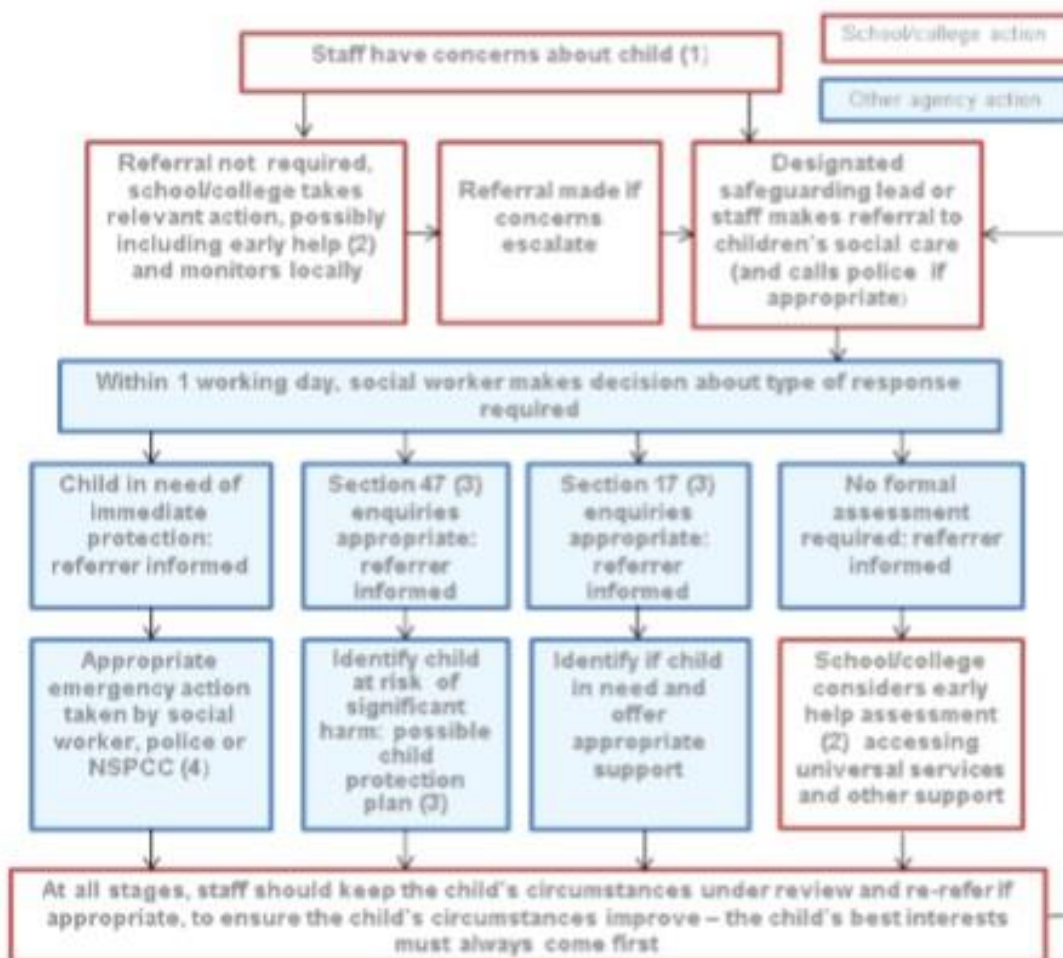 School/college action
Staff have concerns about child (1)
Other agency action
Referral not required,
school/college takes
relevant action, possibly
including early help (2)
and monitors locally
Referral made if
concerns
escalate
Designated
safeguarding lead or
staff makes referral to
children's social care
(and calls police if
appropriate)
Within 1 working day, social worker makes decision about type of response
required
Child in need of
immediate
protection:
referrer informed
Section 47 (3)
enquiries
appropriate:
referrer
informed
Section 17 (3)
enquiries
appropriate:
referrer
informed
No formal
assessment
required: referrer
informed
Appropriate
emergency action
taken by social
worker, police or
NSPCC (4)
Identify child
at risk of
significant
harm: possible
child
protection
plan (3)
Identify if child
in need and
offer
appropriate
support
School/college
considers early
help assessment
(2) accessing
universal services
and other support
At all stages, staff should keep the child's circumstances under review and re-refer if
appropriate, to ensure the child's circumstances improve – the child's best interests
must always come first